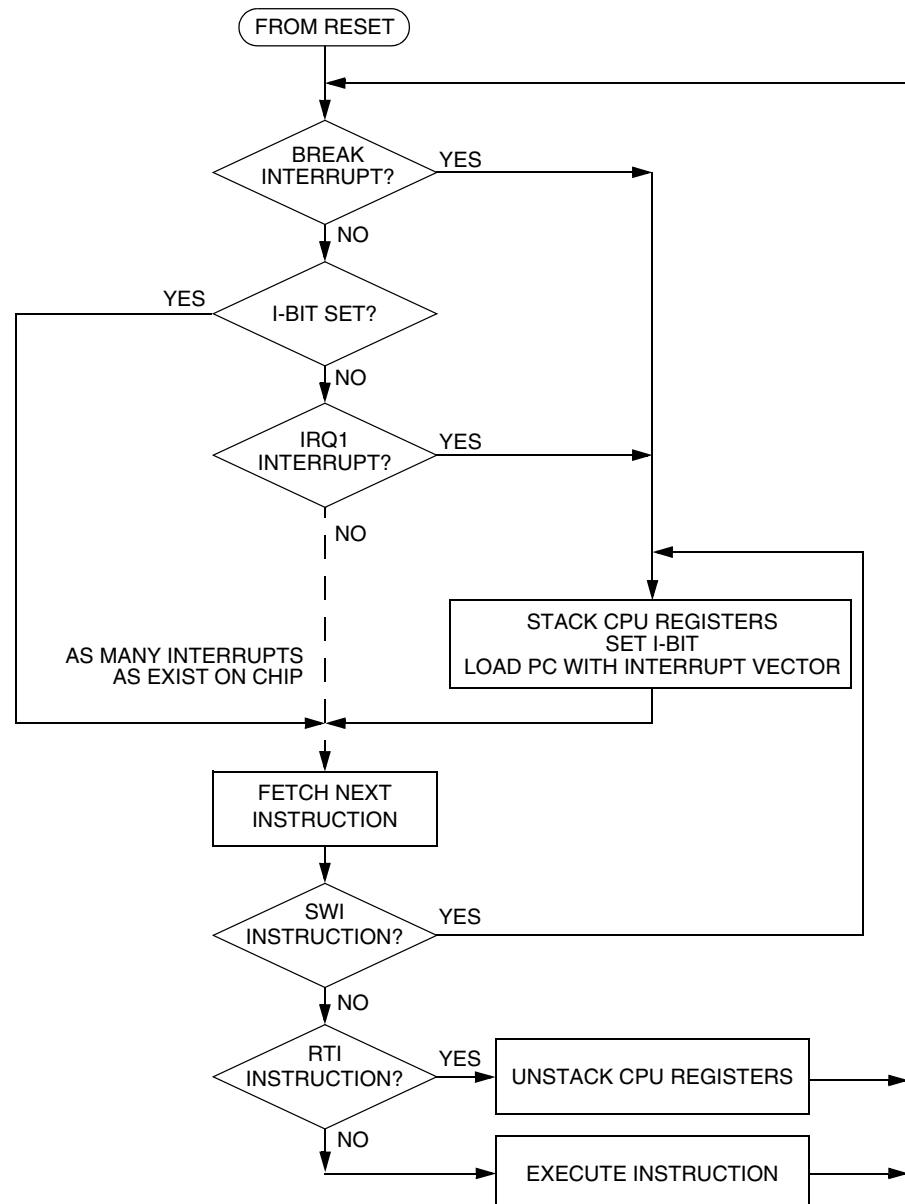 FROM RESET
BREAK
INTERRUPT?
YES
NO
YES
I-BIT SET?
NO
IRQ1
INTERRUPT?
YES
NO
STACK CPU REGISTERS
SET I-BIT
LOAD PC WITH INTERRUPT VECTOR
AS MANY INTERRUPTS
AS EXIST ON CHIP
FETCH NEXT
INSTRUCTION
SWI
INSTRUCTION?
YES
NO
RTI
INSTRUCTION?
YES
UNSTACK CPU REGISTERS
NO
EXECUTE INSTRUCTION